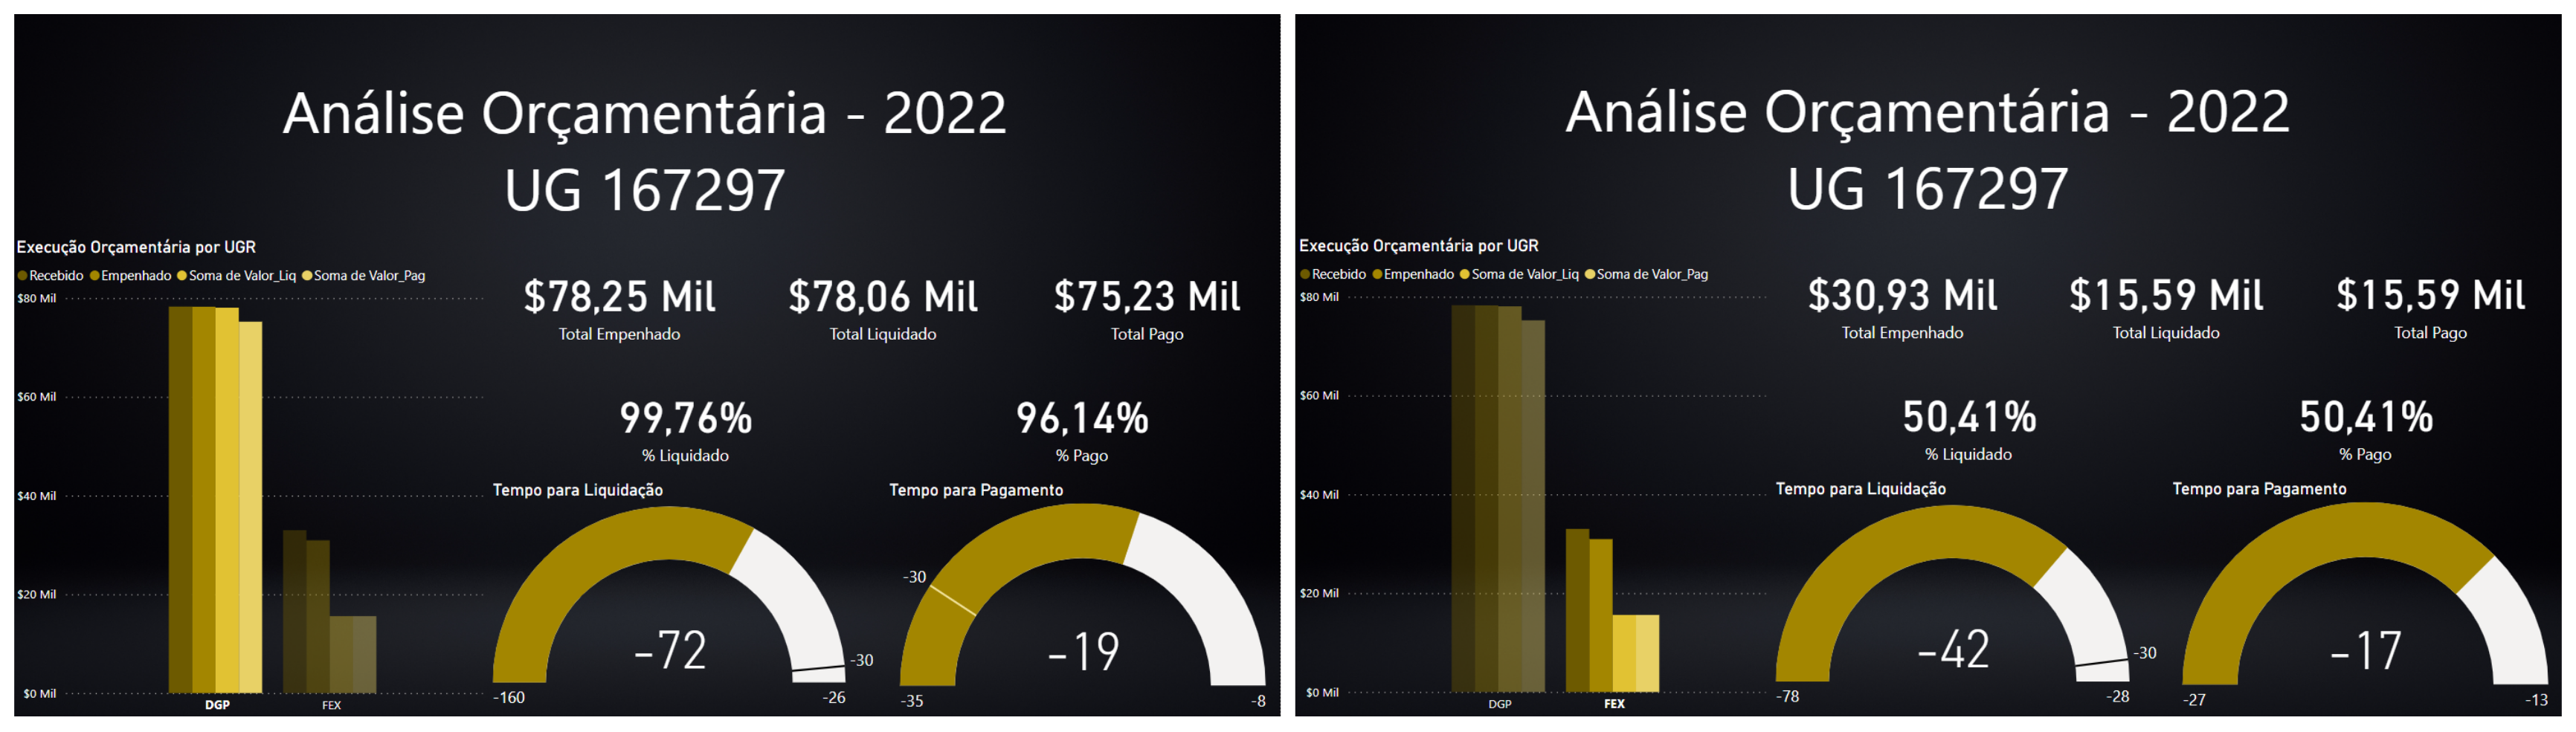 Análise Orçamentária - 2022
UG 167297
Execução Orçamentária por UGR
Recebido Empenhado Soma de Valor_Liq Soma de Valor_Pag
$80 Mil
$60 Mil
$40 Mil
$20 Mil
$0 Mil
DGP FEX
$78,25 Mil $78,06 Mil $75,23 Mil
Total Empenhado Total Liquidado Total Pago
99,76% 96,14%
% Liquidado % Pago
Tempo para Liquidação
-72
-30
-160 -26
Tempo para Pagamento
-30
-19
-35 -8
Análise Orçamentária - 2022
UG 167297
Execução Orçamentária por UGR
Recebido Empenhado Soma de Valor_Liq Soma de Valor_Pag
$80 Mil
$60 Mil
$40 Mil
$20 Mil
$0 Mil
DGP FEX
$30,93 Mil $15,59 Mil $15,59 Mil
Total Empenhado Total Liquidado Total Pago
50,41% 50,41%
% Liquidado % Pago
Tempo para Liquidação
-42
-30
-78 -28
Tempo para Pagamento
-17
-27 -13